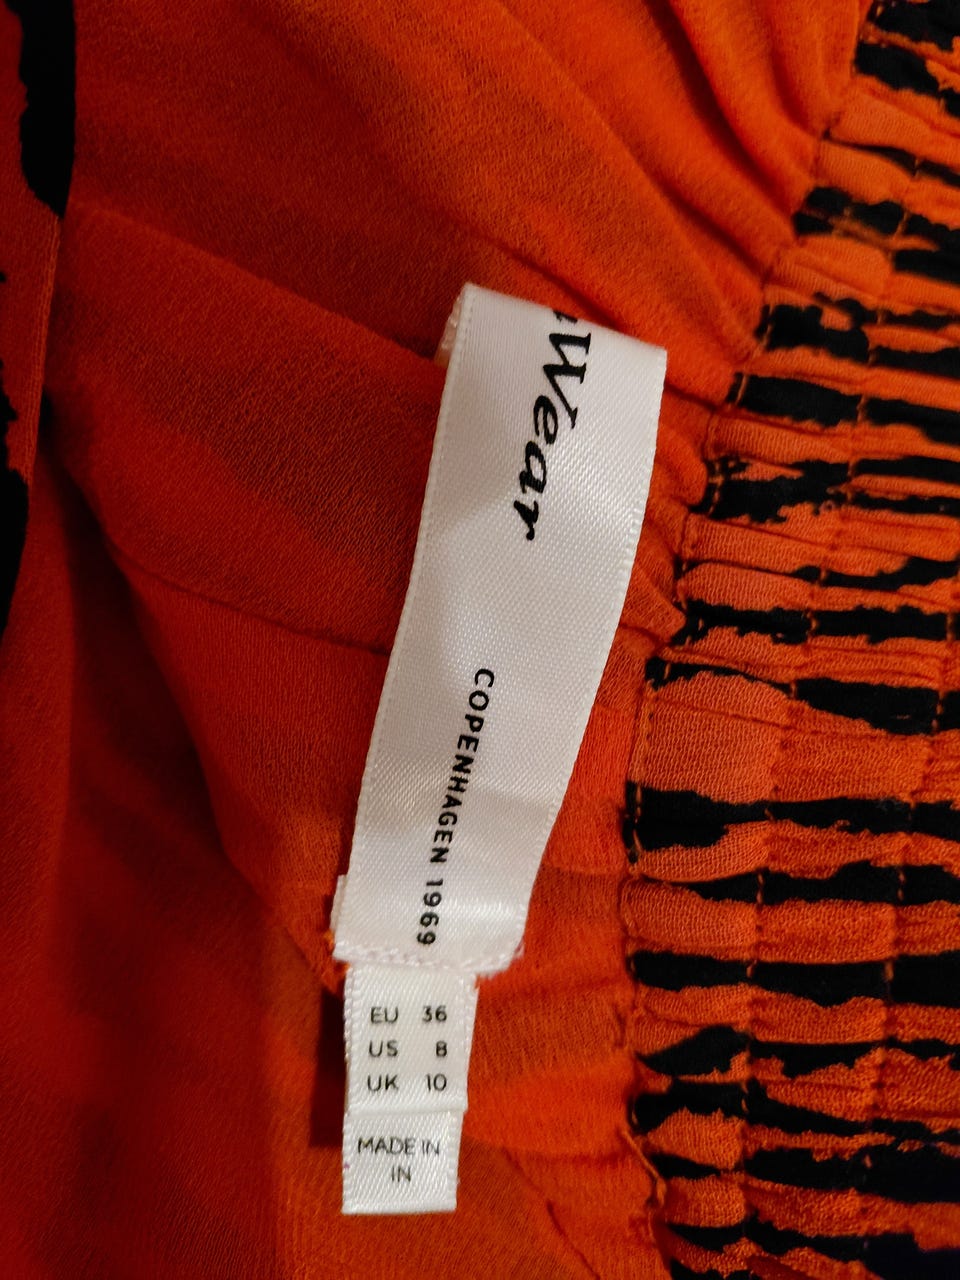 Wear
COPENHAGEN 1969
EU 36
US 8
UK 10
MADE IN
IN